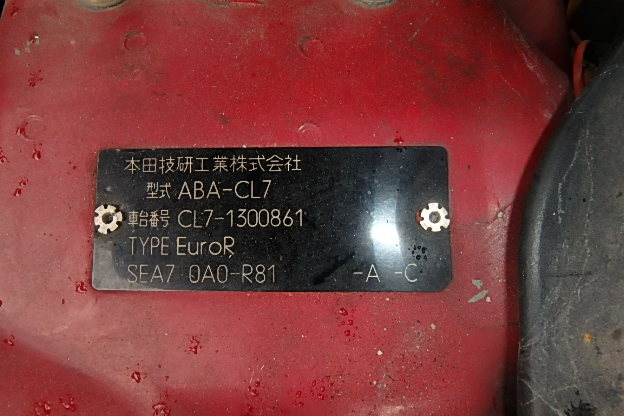 本田技研工業株式会社
型式 ABA-CL7
車台番号 CL7-1300861
TYPE EuroR
SEA7 0A0-R81 -A -C